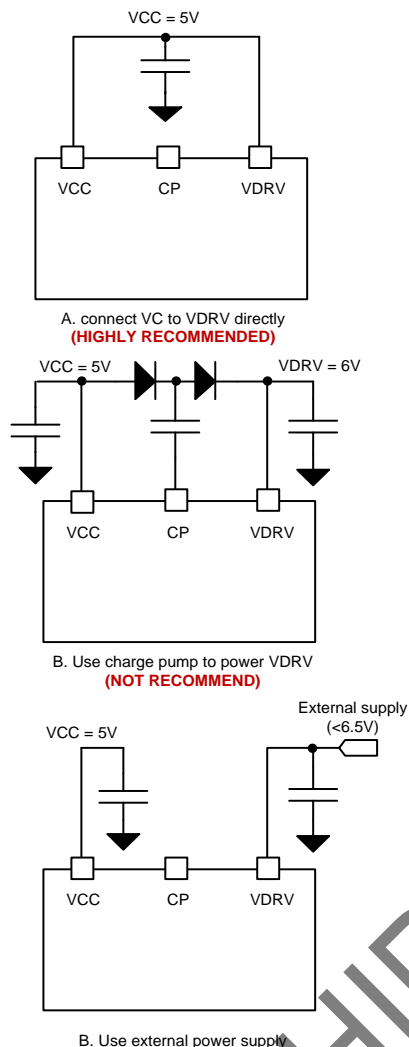 VCC = 5V
VCC CP VDRV
A. connect VC to VDRV directly
(HIGHLY RECOMMENDED)
VCC = 5V VDRV = 6V
VCC CP VDRV
B. Use charge pump to power VDRV
(NOT RECOMMEND)
External supply
(<6.5V)
VCC = 5V
VCC CP VDRV
B. Use external power supply